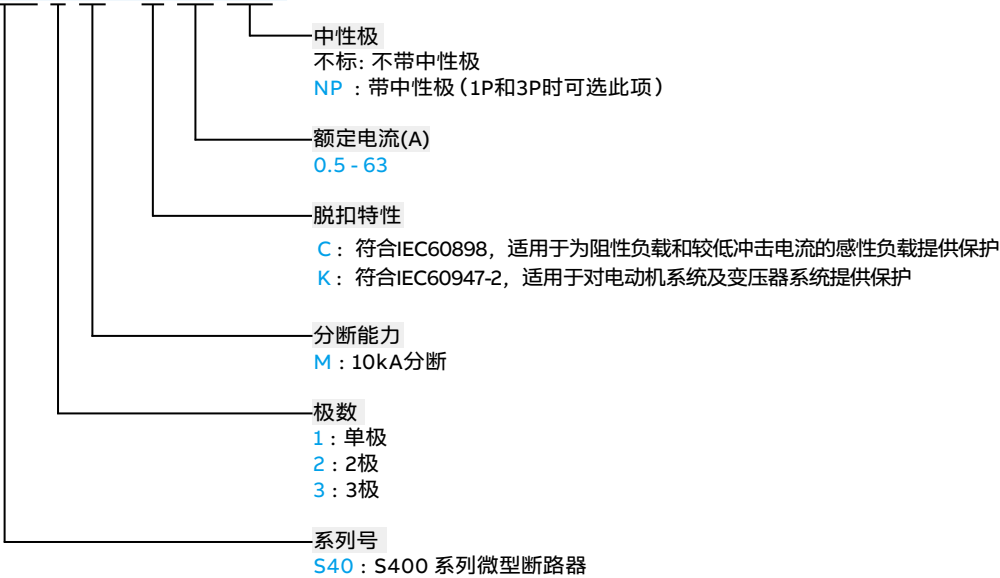 中性极
不标: 不带中性极
NP : 带中性极(1P和3P时可选此项)
额定电流(A)
0.5 - 63
脱扣特性
C: 符合IEC60898, 适用于为阻性负载和较低冲击电流的感性负载提供保护
K: 符合IEC60947-2, 适用于对电动机系统及变压器系统提供保护
分断能力
M : 10kA分断
极数
1 : 单极
2 : 2极
3 : 3极
系列号
S40 : S400 系列微型断路器